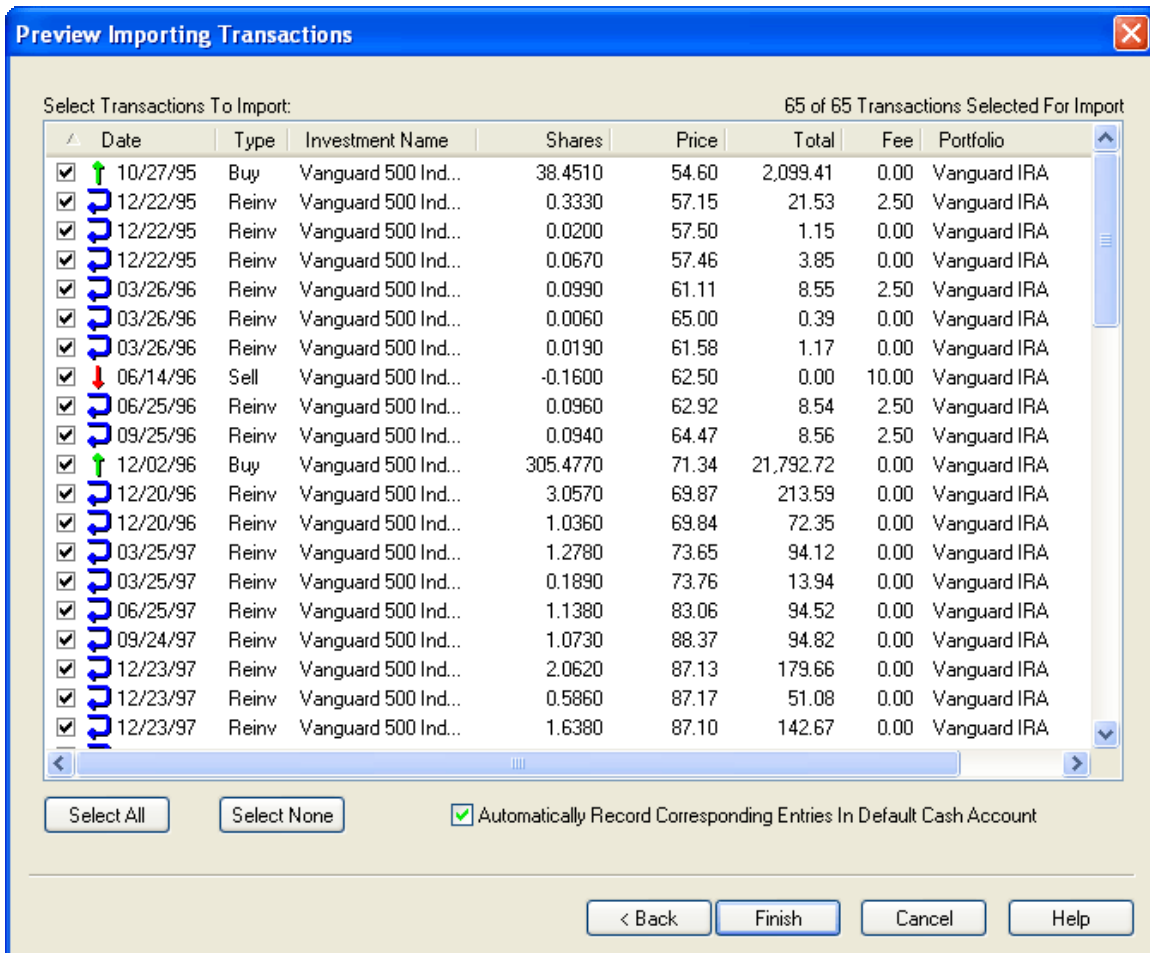 Preview Importing Transactions
Select Transactions To Import: 65 of 65 Transactions Selected For Import
Date Type Investment Name Shares Price Total Fee Portfolio
10/27/95 Buy Vanguard 500 Ind... 38.4510 54.60 2,099.41 0.00 Vanguard IRA
12/22/95 Reinv Vanguard 500 Ind... 0.3330 57.15 21.53 2.50 Vanguard IRA
12/22/95 Reinv Vanguard 500 Ind... 0.0200 57.50 1.15 0.00 Vanguard IRA
12/22/95 Reinv Vanguard 500 Ind... 0.0670 57.46 3.85 0.00 Vanguard IRA
03/26/96 Reinv Vanguard 500 Ind... 0.0990 61.11 8.55 2.50 Vanguard IRA
03/26/96 Reinv Vanguard 500 Ind... 0.0060 65.00 0.39 0.00 Vanguard IRA
03/26/96 Reinv Vanguard 500 Ind... 0.0190 61.58 1.17 0.00 Vanguard IRA
06/14/96 Sell Vanguard 500 Ind... -0.1600 62.50 0.00 10.00 Vanguard IRA
06/25/96 Reinv Vanguard 500 Ind... 0.0960 62.92 8.54 2.50 Vanguard IRA
09/25/96 Reinv Vanguard 500 Ind... 0.0940 64.47 8.56 2.50 Vanguard IRA
12/02/96 Buy Vanguard 500 Ind... 305.4770 71.34 21,792.72 0.00 Vanguard IRA
12/20/96 Reinv Vanguard 500 Ind... 3.0570 69.87 213.59 0.00 Vanguard IRA
12/20/96 Reinv Vanguard 500 Ind... 1.0360 69.84 72.35 0.00 Vanguard IRA
03/25/97 Reinv Vanguard 500 Ind... 1.2780 73.65 94.12 0.00 Vanguard IRA
03/25/97 Reinv Vanguard 500 Ind... 0.1890 73.76 13.94 0.00 Vanguard IRA
06/25/97 Reinv Vanguard 500 Ind... 1.1380 83.06 94.52 0.00 Vanguard IRA
09/24/97 Reinv Vanguard 500 Ind... 1.0730 88.37 94.82 0.00 Vanguard IRA
12/23/97 Reinv Vanguard 500 Ind... 2.0620 87.13 179.66 0.00 Vanguard IRA
12/23/97 Reinv Vanguard 500 Ind... 0.5860 87.17 51.08 0.00 Vanguard IRA
12/23/97 Reinv Vanguard 500 Ind... 1.6380 87.10 142.67 0.00 Vanguard IRA
Select All Select None Automatically Record Corresponding Entries In Default Cash Account
< Back Finish Cancel Help